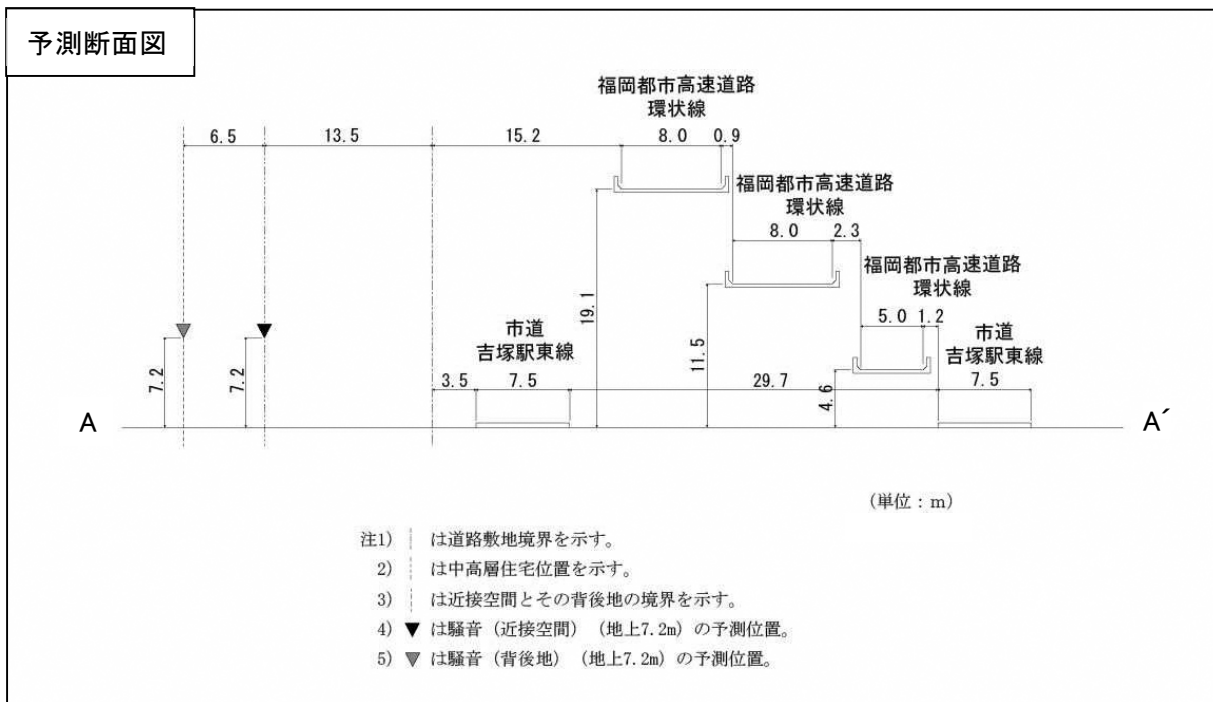 予測断面図
福岡都市高速道路
環状線
6.5 13.5 15.2 8.0 0.9
福岡都市高速道路
環状線
8.0 2.3
福岡都市高速道路
環状線
19.1
5.0 1.2
市道
吉塚駅東線
市道
吉塚駅東線
11.5
7.2 7.2
3.5 7.5 29.7 7.5
4.6
A A´
(単位:m)
注1) は道路敷地境界を示す。
2) は中高層住宅位置を示す。
3) は近接空間とその背後地の境界を示す。
4) ▼ は騒音(近接空間)(地上7.2m)の予測位置。
5) ▼ は騒音(背後地)(地上7.2m)の予測位置。